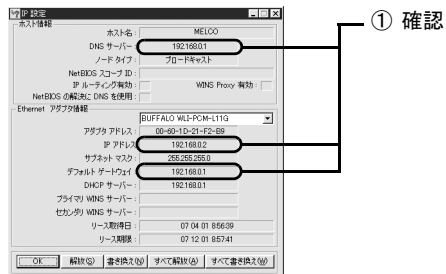 IP 設定
ホスト情報
ホスト名: MELCO
DNS サーバー: 192.168.0.1
ノード タイプ: ブロードキャスト
NetBIOS スコープ ID:
IP ルーティング有効: WINS Proxy 有効:
NetBIOS の解決に DNS を使用:
Ethernet アダプタ情報
BUFFALO WLI-PCM-L11G
アダプタ アドレス: 00-60-1D-21-F2-B9
IP アドレス: 192.168.0.2
サブネット マスク: 255.255.255.0
デフォルト ゲートウェイ: 192.168.0.1
DHCP サーバー: 192.168.0.1
プライマリ WINS サーバー:
セカンダリ WINS サーバー:
リース取得日: 07 04 01 8:56:39
リース期限: 07 12 01 8:57:41
OK 解放(S) 書き換え(N) すべて解放(A) すべて書き換え(W)
① 確認